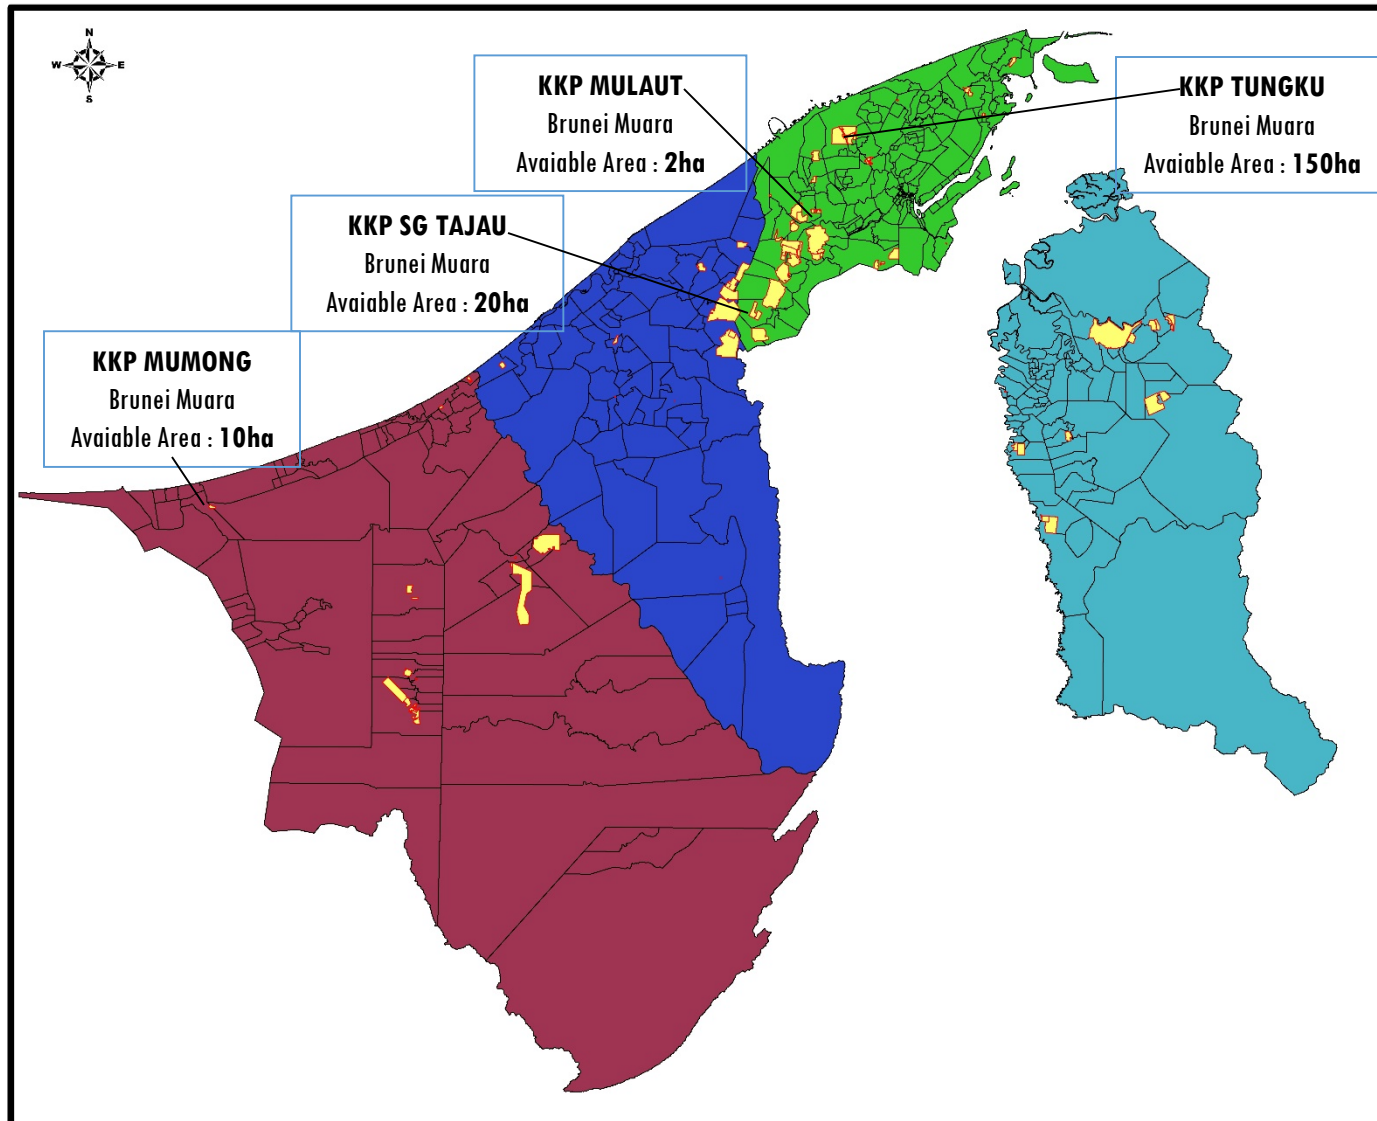 N
W E
S
KKP MULAUT
Brunei Muara
Avaiable Area : 2ha
KKP TUNGKU
Brunei Muara
Avaiable Area : 150ha
KKP SG TAJAU
Brunei Muara
Avaiable Area : 20ha
KKP MUMONG
Brunei Muara
Avaiable Area : 10ha